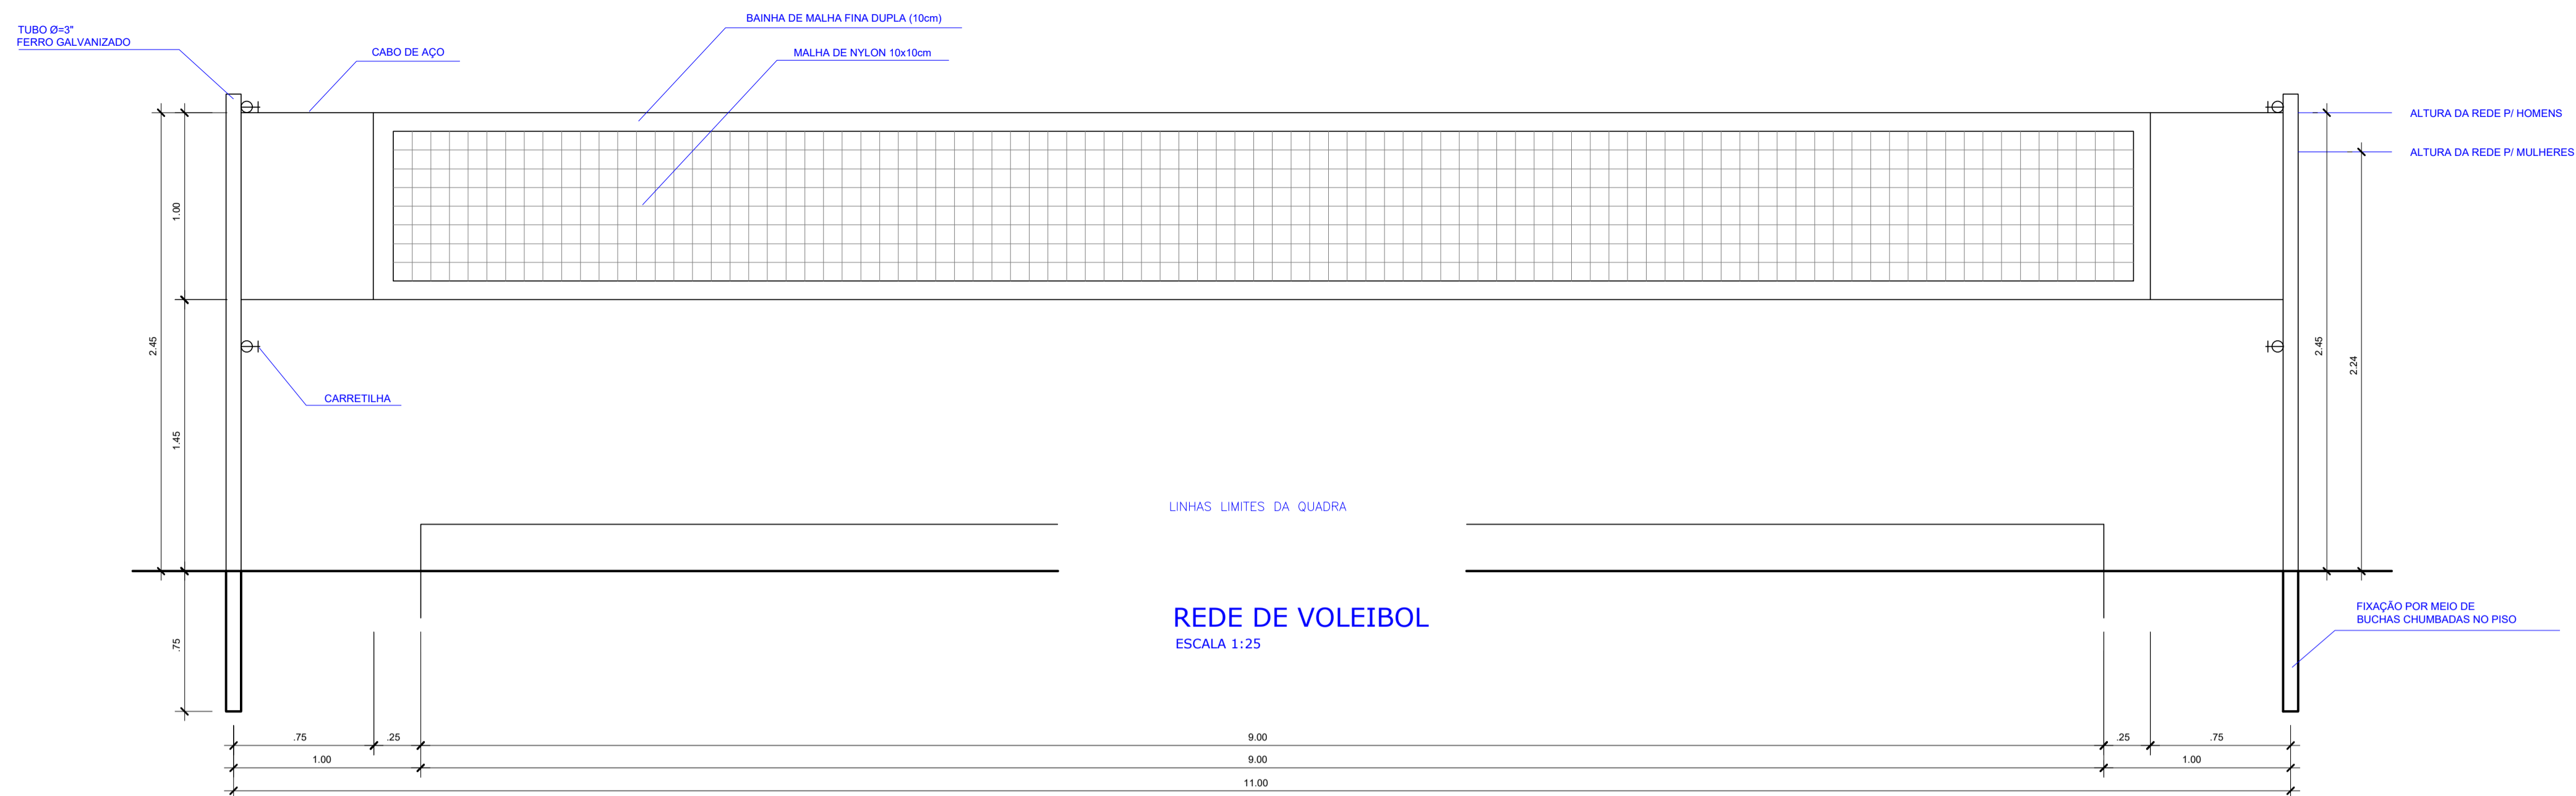 BAINHA DE MALHA FINA DUPLA (10cm)
TUBO Ø=3"
FERRO GALVANIZADO
CABO DE AÇO
MALHA DE NYLON 10x10cm
ALTURA DA REDE P/ HOMENS
ALTURA DA REDE P/ MULHERES
1.00
2.45
2.45
2.24
CARRETILHA
1.45
LINHAS LIMITES DA QUADRA
REDE DE VOLEIBOL
ESCALA 1:25
FIXAÇÃO POR MEIO DE
BUCHAS CHUMBADAS NO PISO
.75
.75
.25
9.00
.25
.75
1.00
9.00
1.00
11.00